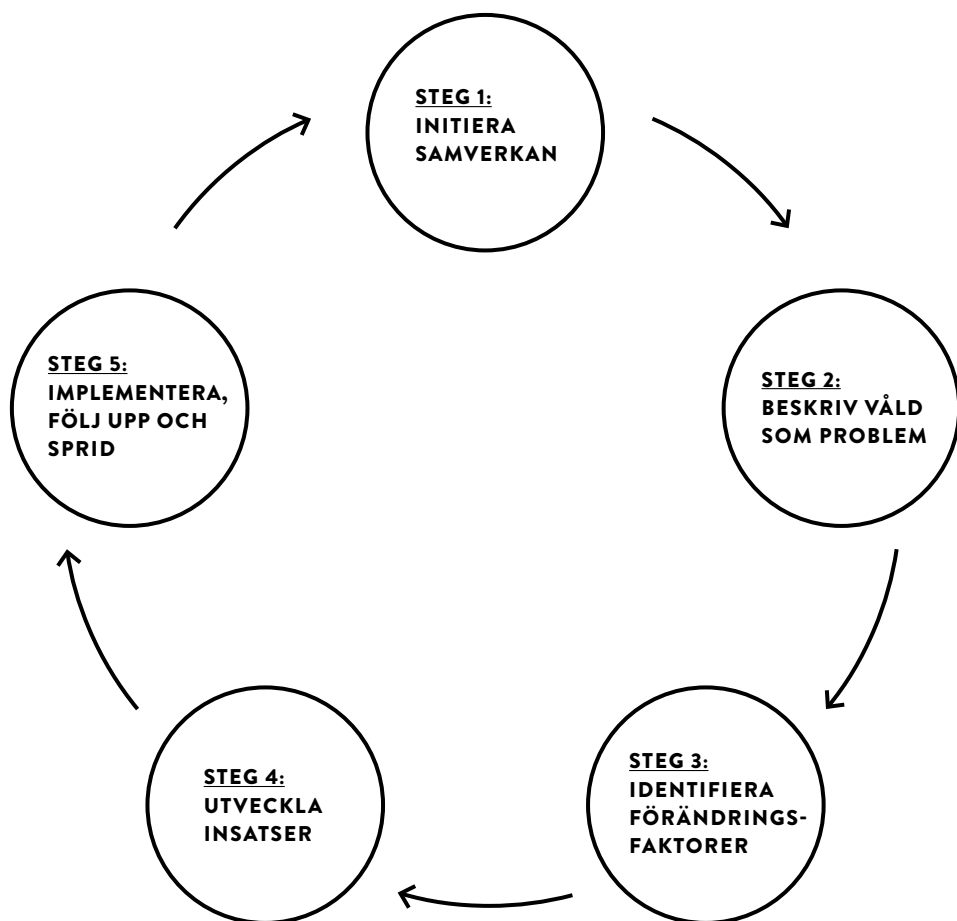 STEG 1:
INITIERA
SAMVERKAN
STEG 2:
BESKRIV VÅLD
SOM PROBLEM
STEG 3:
IDENTIFIERA
FÖRÄNDRINGS-
FAKTORER
STEG 4:
UTVECKLA
INSATSER
STEG 5:
IMPLEMENTERA,
FÖLJ UPP OCH
SPRID